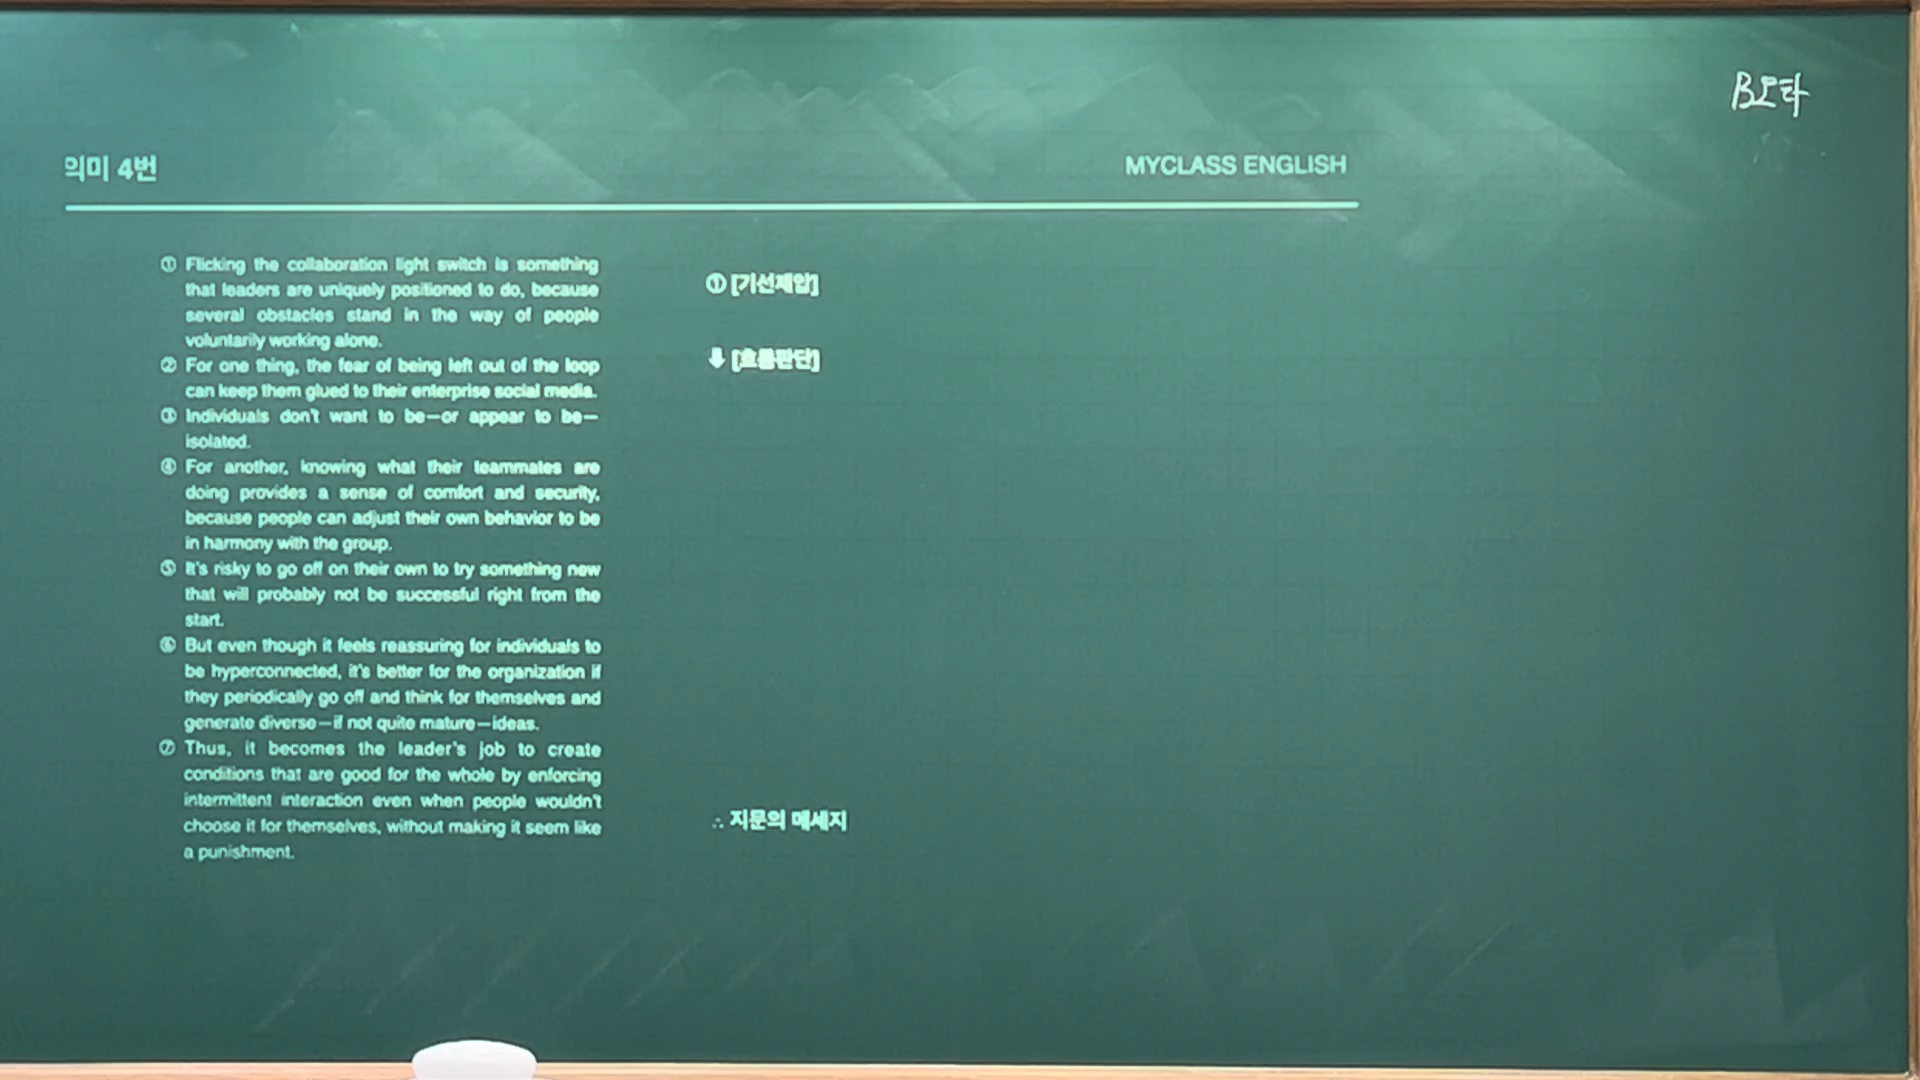 B모타
의미 4번
MYCLASS ENGLISH
① Flicking the collaboration light switch is something
that leaders are uniquely positioned to do, because
several obstacles stand in the way of people
voluntarily working alone.
② For one thing, the fear of being left out of the loop
can keep them glued to their enterprise social media.
③ Individuals don't want to be—or appear to be—
isolated.
④ For another, knowing what their teammates are
doing provides a sense of comfort and security,
because people can adjust their own behavior to be
in harmony with the group.
⑤ It's risky to go off on their own to try something new
that will probably not be successful right from the
start.
⑥ But even though it feels reassuring for individuals to
be hyperconnected, it's better for the organization if
they periodically go off and think for themselves and
generate diverse—if not quite mature—ideas.
⑦ Thus, it becomes the leader's job to create
conditions that are good for the whole by enforcing
intermittent interaction even when people wouldn't
choose it for themselves, without making it seem like
a punishment.
① [기선제압]
⬇ [흐름판단]
∴ 지문의 메세지